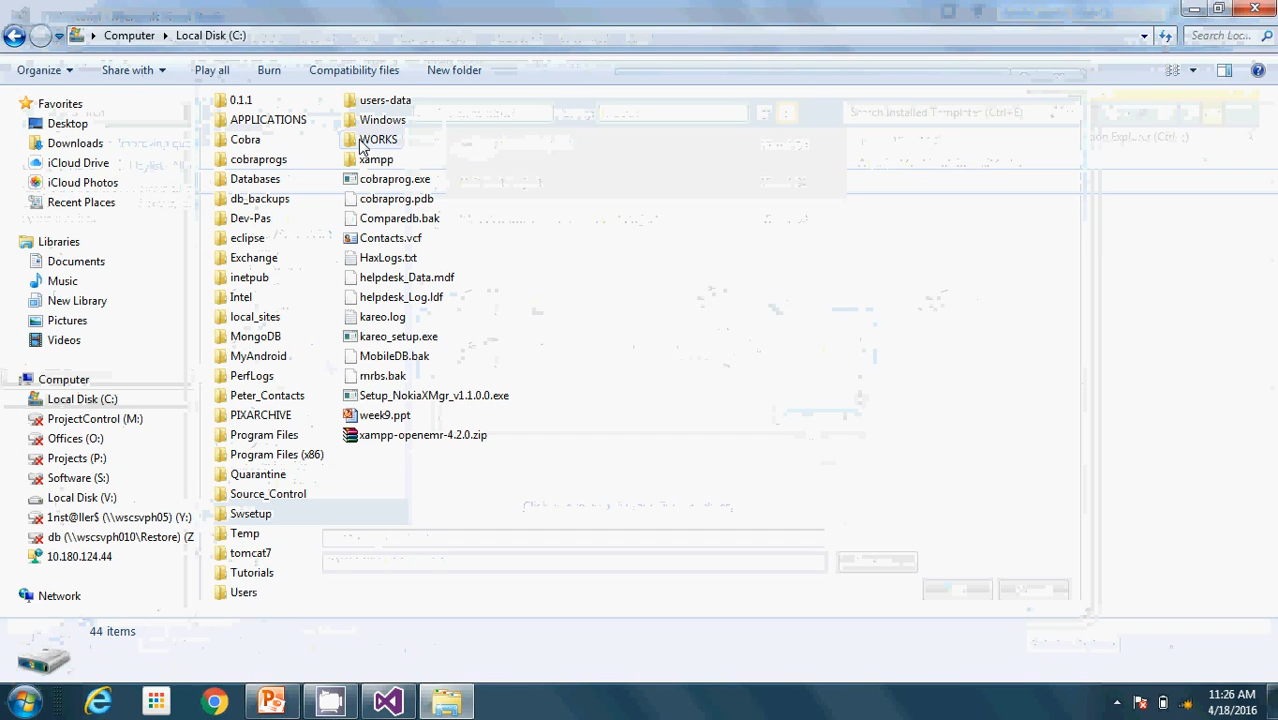 Computer
Local Disk (C:)
Search Loc...
Organize
Share with
Play all
Burn
Compatibility files
New folder
Favorites
Desktop
Downloads
iCloud Drive
iCloud Photos
Recent Places
Libraries
Documents
Music
New Library
Pictures
Videos
Computer
Local Disk (C:)
ProjectControl (M:)
Offices (O:)
Projects (P:)
Software (S:)
Local Disk (V:)
1nst@ller$ (\\wscsvph05) (Y:)
db (\\wscsvph010\Restore) (Z
10.180.124.44
Network
0.1.1
APPLICATIONS
Cobra
cobraprogs
Databases
db_backups
Dev-Pas
eclipse
Exchange
inetpub
Intel
local_sites
MongoDB
MyAndroid
PerfLogs
Peter_Contacts
PIXARCHIVE
Program Files
Program Files (x86)
Quarantine
Source_Control
Swsetup
Temp
tomcat7
Tutorials
Users
users-data
Windows
WORKS
xampp
cobraprog.exe
cobraprog.pdb
Comparedb.bak
Contacts.vcf
HaxLogs.txt
helpdesk_Data.mdf
helpdesk_Log.ldf
kareo.log
kareo_setup.exe
MobileDB.bak
mrbs.bak
Setup_NokiaXMgr_v1.1.0.0.exe
week9.ppt
xampp-openemr-4.2.0.zip
Search Installed Templates (Ctrl+E)
44 items
11:26 AM
4/18/2016